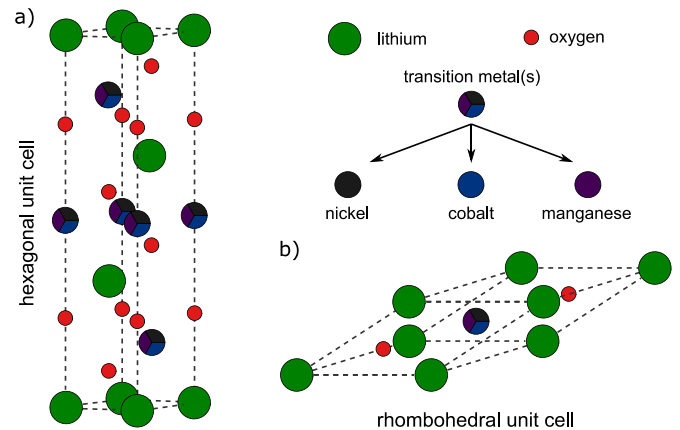 a)
lithium
oxygen
transition metal(s)
nickel
cobalt
manganese
hexagonal unit cell
b)
rhombohedral unit cell